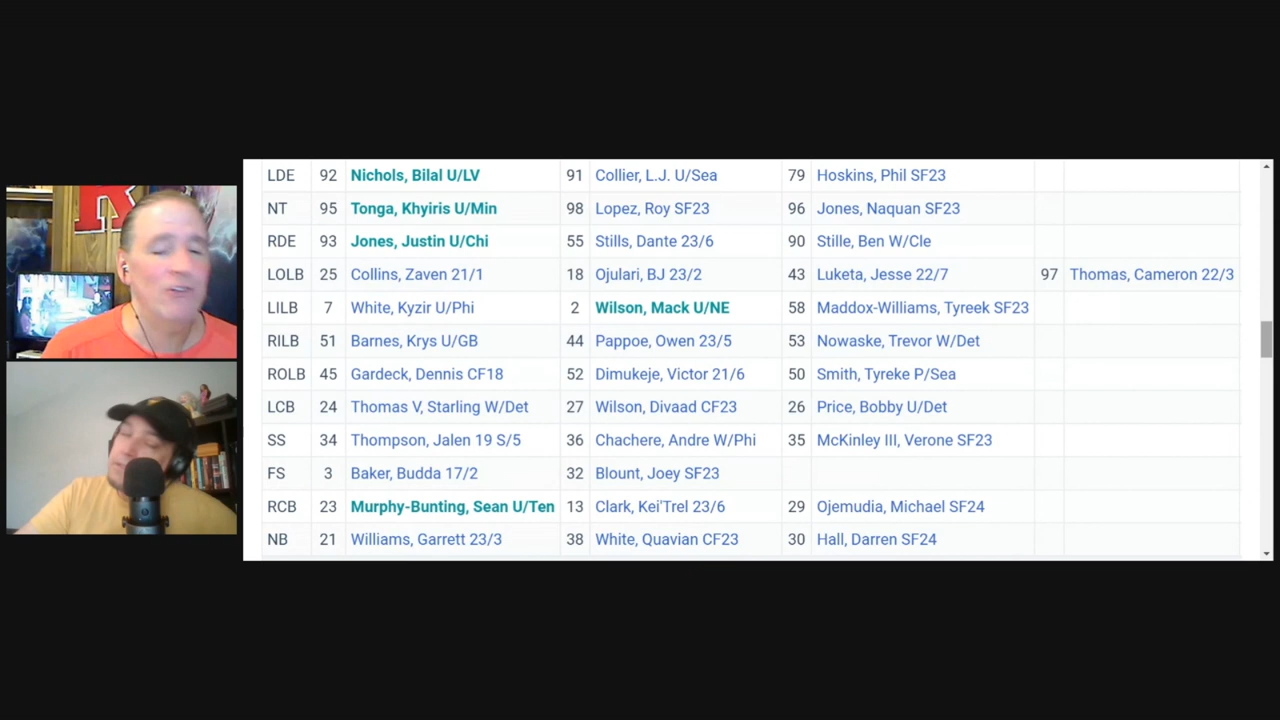 LDE 92 Nichols, Bilal U/LV 91 Collier, L.J. U/Sea 79 Hoskins, Phil SF23
NT 95 Tonga, Khyiris U/Min 98 Lopez, Roy SF23 96 Jones, Naquan SF23
RDE 93 Jones, Justin U/Chi 55 Stills, Dante 23/6 90 Stille, Ben W/Cle
LOLB 25 Collins, Zaven 21/1 18 Ojulari, BJ 23/2 43 Luketa, Jesse 22/7 97 Thomas, Cameron 22/3
LILB 7 White, Kyzir U/Phi 2 Wilson, Mack U/NE 58 Maddox-Williams, Tyreek SF23
RILB 51 Barnes, Krys U/GB 44 Pappoe, Owen 23/5 53 Nowaske, Trevor W/Det
ROLB 45 Gardeck, Dennis CF18 52 Dimukeje, Victor 21/6 50 Smith, Tyreke P/Sea
LCB 24 Thomas V, Starling W/Det 27 Wilson, Divaad CF23 26 Price, Bobby U/Det
SS 34 Thompson, Jalen 19 S/5 36 Chachere, Andre W/Phi 35 McKinley III, Verone SF23
FS 3 Baker, Budda 17/2 32 Blount, Joey SF23
RCB 23 Murphy-Bunting, Sean U/Ten 13 Clark, Kei'Trel 23/6 29 Ojemudia, Michael SF24
NB 21 Williams, Garrett 23/3 38 White, Quavian CF23 30 Hall, Darren SF24